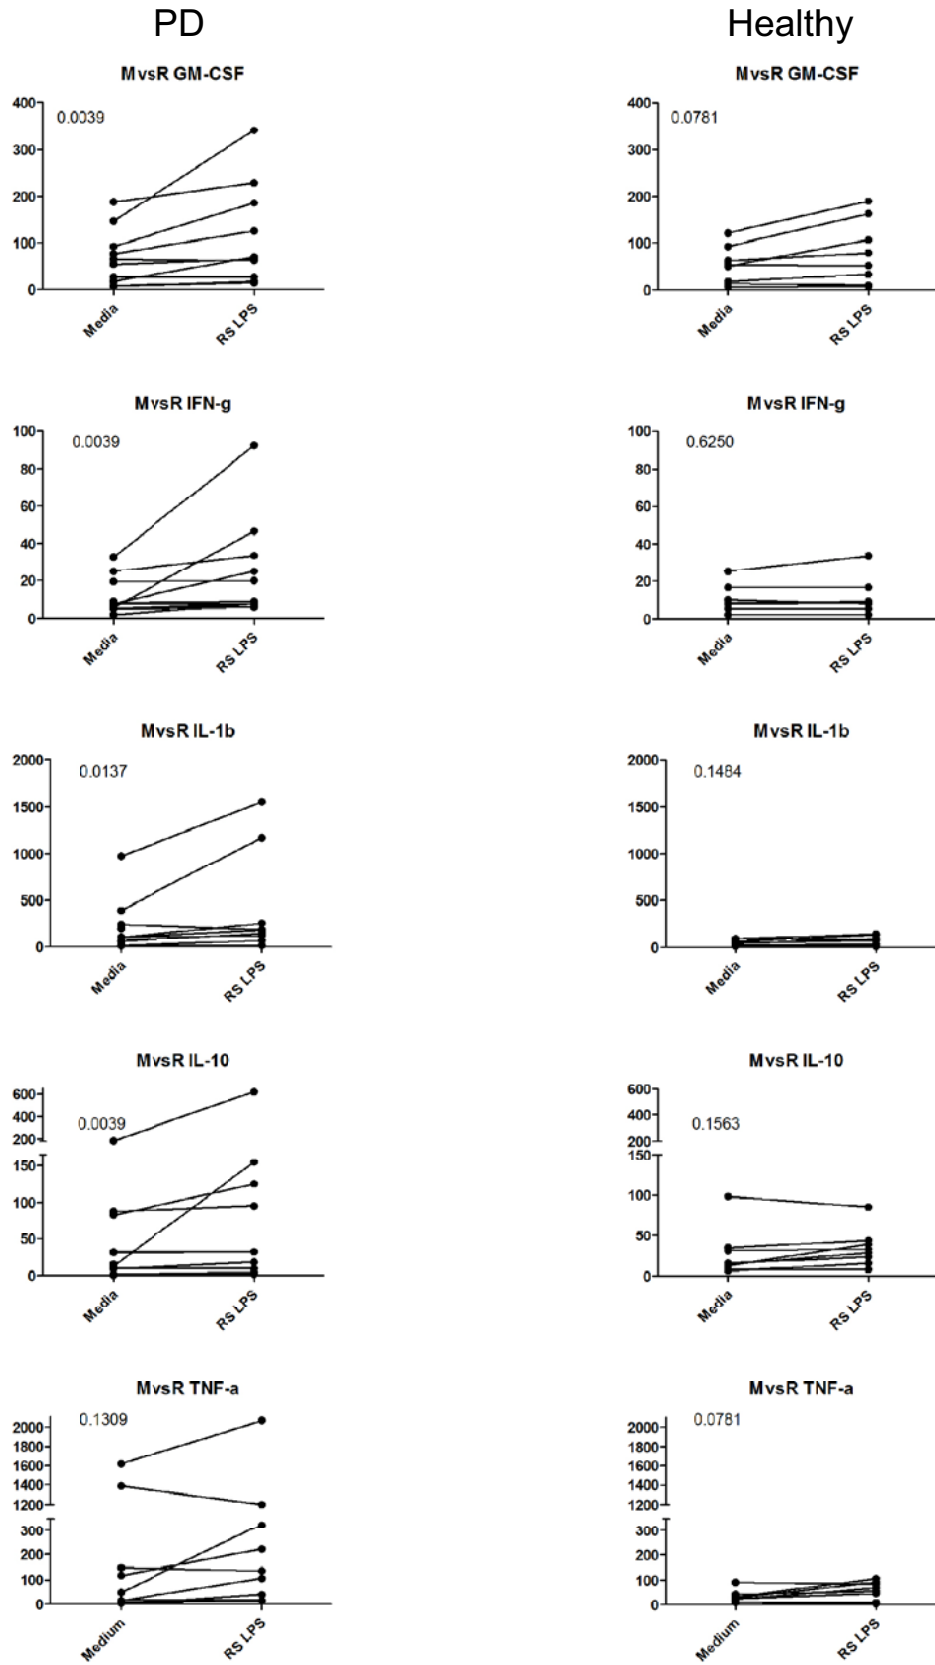 PD
Healthy
MvsR GM-CSF
0.0039
400
300
200
100
0
Media
RS LPS
MvsR GM-CSF
0.0781
400
300
200
100
0
Media
RS LPS
MvsR IFN-g
0.0039
100
80
60
40
20
0
Media
RS LPS
MvsR IFN-g
0.6250
100
80
60
40
20
0
Media
RS LPS
MvsR IL-1b
0.0137
2000
1500
1000
500
0
Media
RS LPS
MvsR IL-1b
0.1484
2000
1500
1000
500
0
Media
RS LPS
MvsR IL-10
0.0039
600
400
200
150
100
50
0
Media
RS LPS
MvsR IL-10
0.1563
600
400
200
150
100
50
0
Media
RS LPS
MvsR TNF-a
0.1309
2000
1800
1600
1400
1200
300
200
100
0
Medium
RS LPS
MvsR TNF-a
0.0781
2000
1800
1600
1400
1200
300
200
100
0
Medium
RS LPS